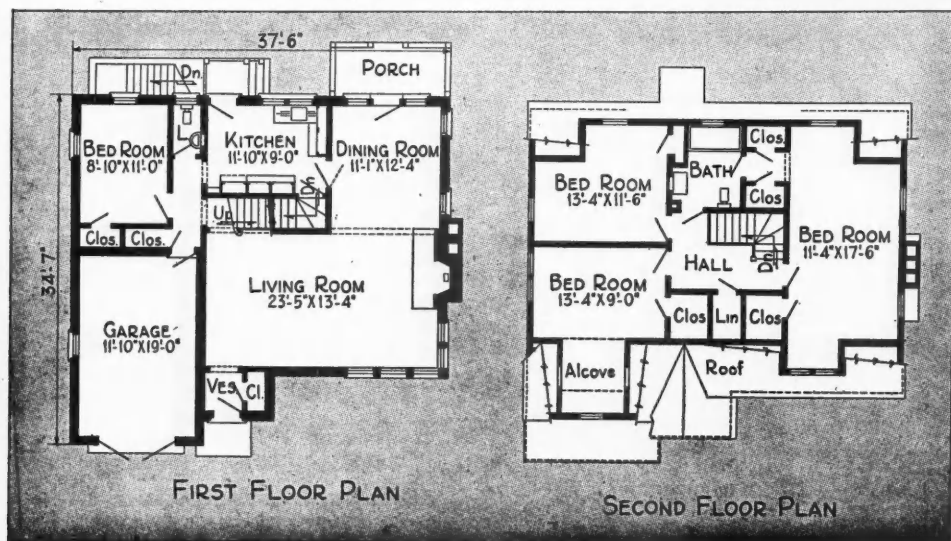 37'-6"
Dn.
PORCH
BED ROOM
8'-10"X11'-0"
L
KITCHEN
11'-10"X9'-0"
DINING ROOM
11'-1"X12'-4"
Dn
Up
Clos.
Clos.
34'-7"
LIVING ROOM
23'-5"X13'-4"
GARAGE
11'-10"X19'-0"
VES
Cl.
FIRST FLOOR PLAN
Clos
BATH
BED ROOM
13'-4"X11'-6"
Clos
BED ROOM
11'-4"X17'-6"
HALL
Dn
BED ROOM
13'-4"X9'-0"
Clos
Lin
Clos
Alcove
Roof
SECOND FLOOR PLAN